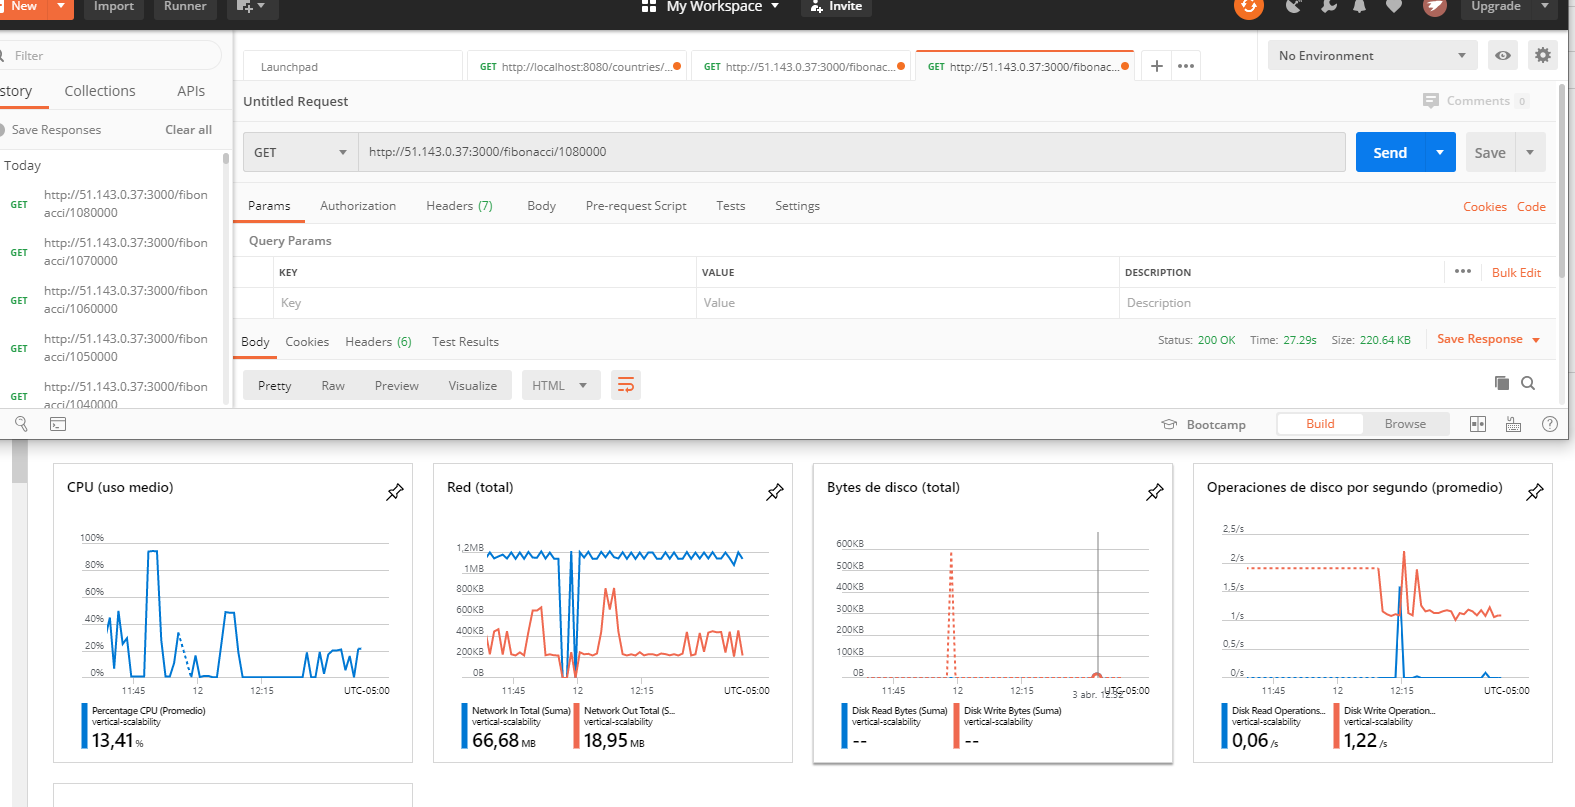 New Import Runner My Workspace Invite Upgrade
Filter
Launchpad GET http://localhost:8080/countries/... GET http://51.143.0.37:3000/fibonac... GET http://51.143.0.37:3000/fibonac... + •••
No Environment
story Collections APIs
Untitled Request
Comments 0
Save Responses Clear all
GET http://51.143.0.37:3000/fibonacci/1080000 Send Save
Today
GET http://51.143.0.37:3000/fibon
acci/1080000
GET http://51.143.0.37:3000/fibon
acci/1070000
GET http://51.143.0.37:3000/fibon
acci/1060000
GET http://51.143.0.37:3000/fibon
acci/1050000
GET http://51.143.0.37:3000/fibon
acci/1040000
Params Authorization Headers (7) Body Pre-request Script Tests Settings Cookies Code
Query Params
KEY VALUE DESCRIPTION ••• Bulk Edit
Key Value Description
Body Cookies Headers (6) Test Results Status: 200 OK Time: 27.29s Size: 220.64 KB Save Response
Pretty Raw Preview Visualize HTML
Bootcamp Build Browse
CPU (uso medio)
100%
80%
60%
40%
20%
0%
11:45 12 12:15 UTC-05:00
Percentage CPU (Promedio)
vertical-scalability
13,41 %
Red (total)
1,2MB
1MB
800KB
600KB
400KB
200KB
0B
11:45 12 12:15 UTC-05:00
Network In Total (Suma) Network Out Total (S...
vertical-scalability vertical-scalability
66,68 MB 18,95 MB
Bytes de disco (total)
600KB
500KB
400KB
300KB
200KB
100KB
0B
11:45 12 12:15 UTC-05:00
3 abr. 12:32
Disk Read Bytes (Suma) Disk Write Bytes (Suma)
vertical-scalability vertical-scalability
-- --
Operaciones de disco por segundo (promedio)
2,5/s
2/s
1,5/s
1/s
0,5/s
0/s
11:45 12 12:15 UTC-05:00
Disk Read Operations... Disk Write Operation...
vertical-scalability vertical-scalability
0,06 /s 1,22 /s